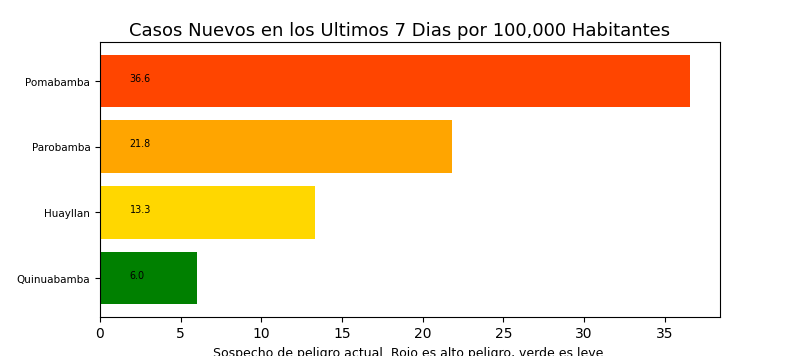 Casos Nuevos en los Ultimos 7 Dias por 100,000 Habitantes
Pomabamba 36.6
Parobamba 21.8
Huayllan 13.3
Quinuabamba 6.0
0 5 10 15 20 25 30 35
Sospecho de peligro actual. Rojo es alto peligro, verde es leve